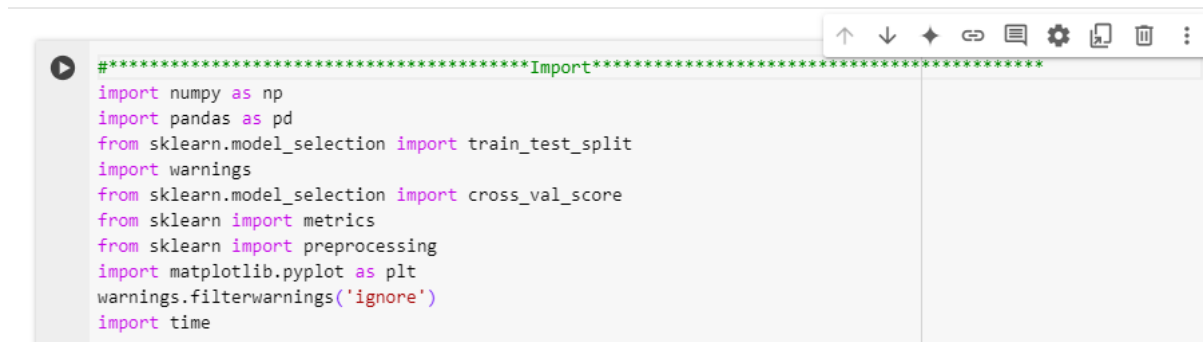 #*****************************************Import********************************************
import numpy as np
import pandas as pd
from sklearn.model_selection import train_test_split
import warnings
from sklearn.model_selection import cross_val_score
from sklearn import metrics
from sklearn import preprocessing
import matplotlib.pyplot as plt
warnings.filterwarnings('ignore')
import time